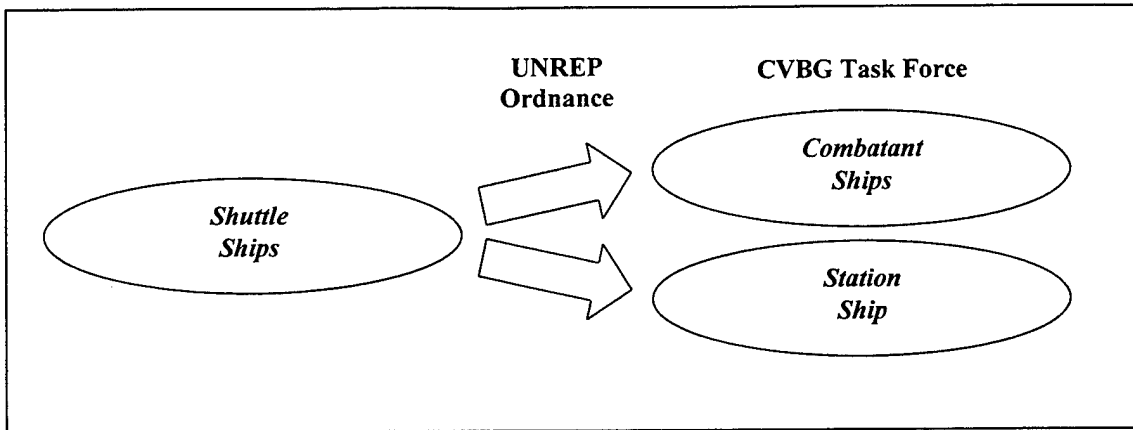 UNREP
Ordnance
CVBG Task Force
Combatant
Ships
Shuttle
Ships
Station
Ship